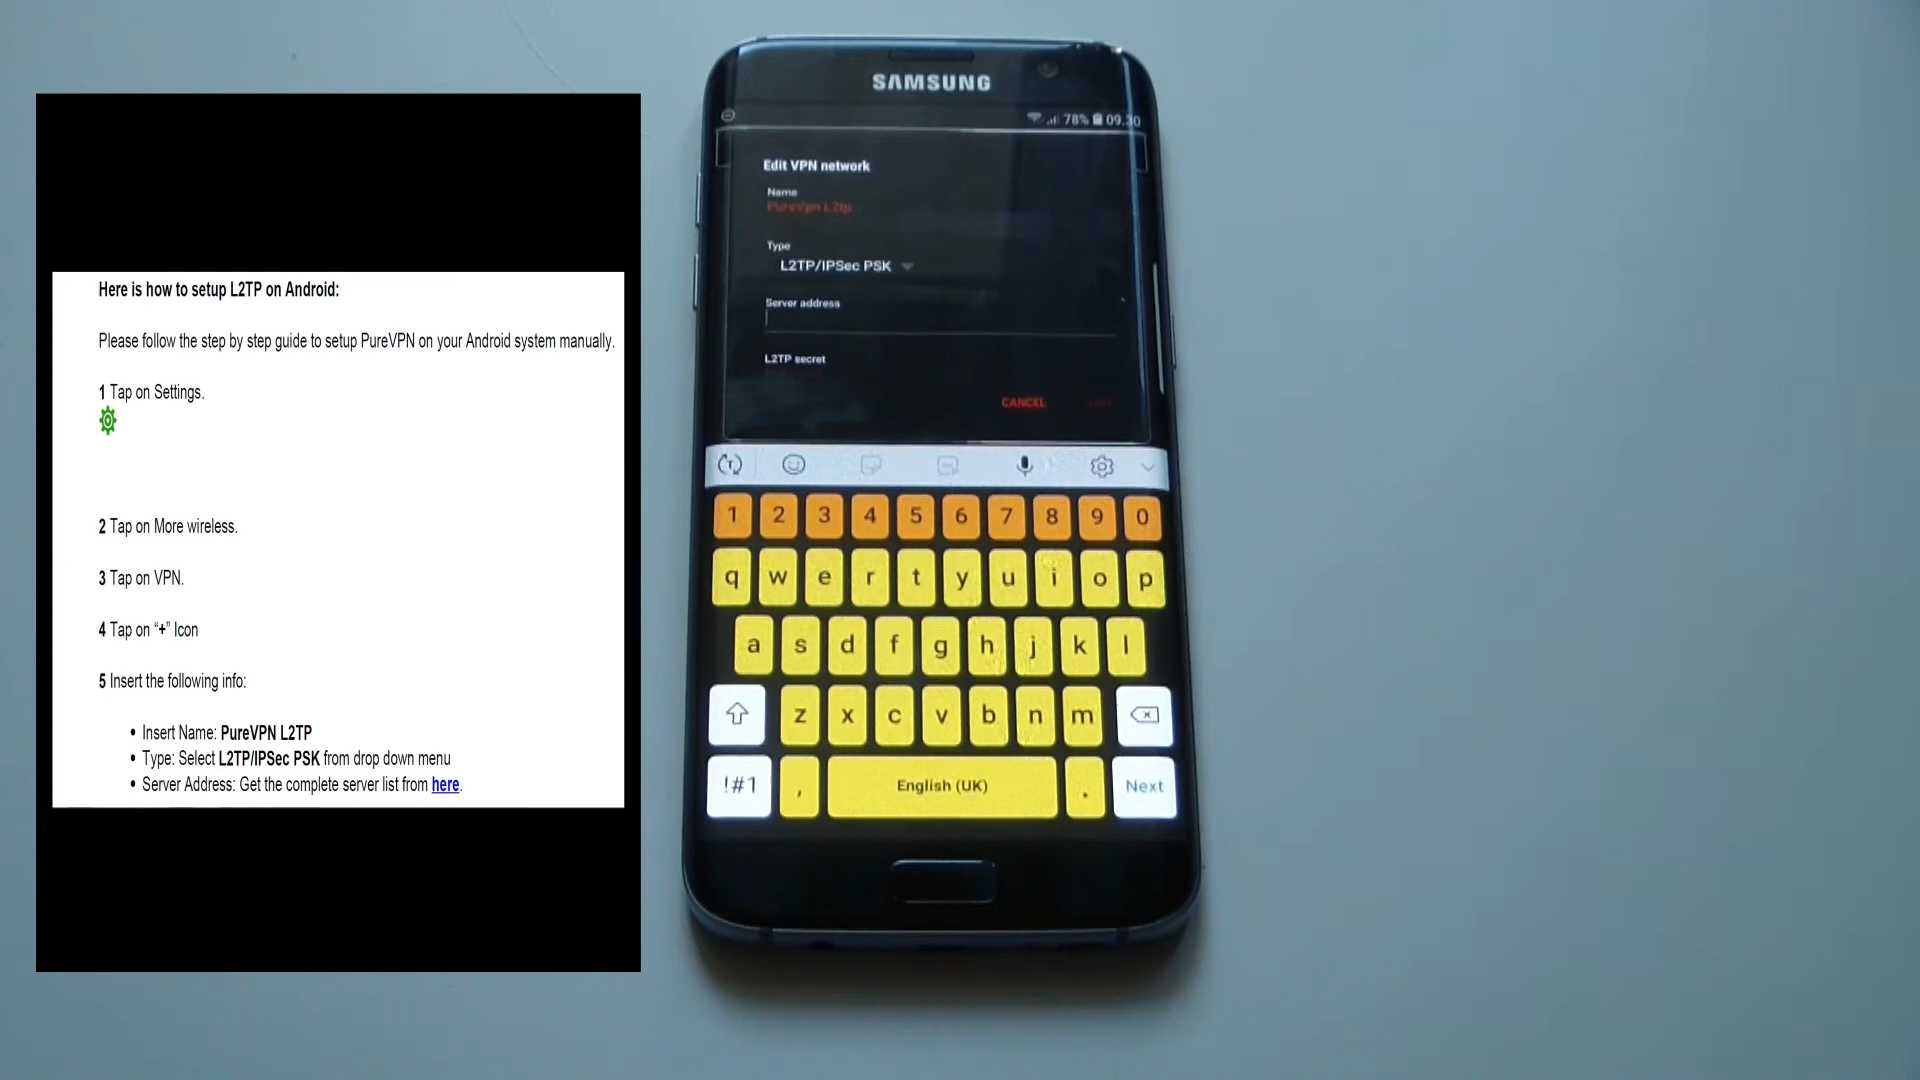 Here is how to setup L2TP on Android:
Please follow the step by step guide to setup PureVPN on your Android system manually.
1 Tap on Settings.
2 Tap on More wireless.
3 Tap on VPN.
4 Tap on “+” Icon
5 Insert the following info:
• Insert Name: PureVPN L2TP
• Type: Select L2TP/IPSec PSK from drop down menu
• Server Address: Get the complete server list from here.
SAMSUNG
78% 09.30
Edit VPN network
Name
PureVpn L2tp
Type
L2TP/IPSec PSK
Server address
L2TP secret
CANCEL
1 2 3 4 5 6 7 8 9 0
q w e r t y u i o p
a s d f g h j k l
z x c v b n m
!#1 , English (UK) . Next